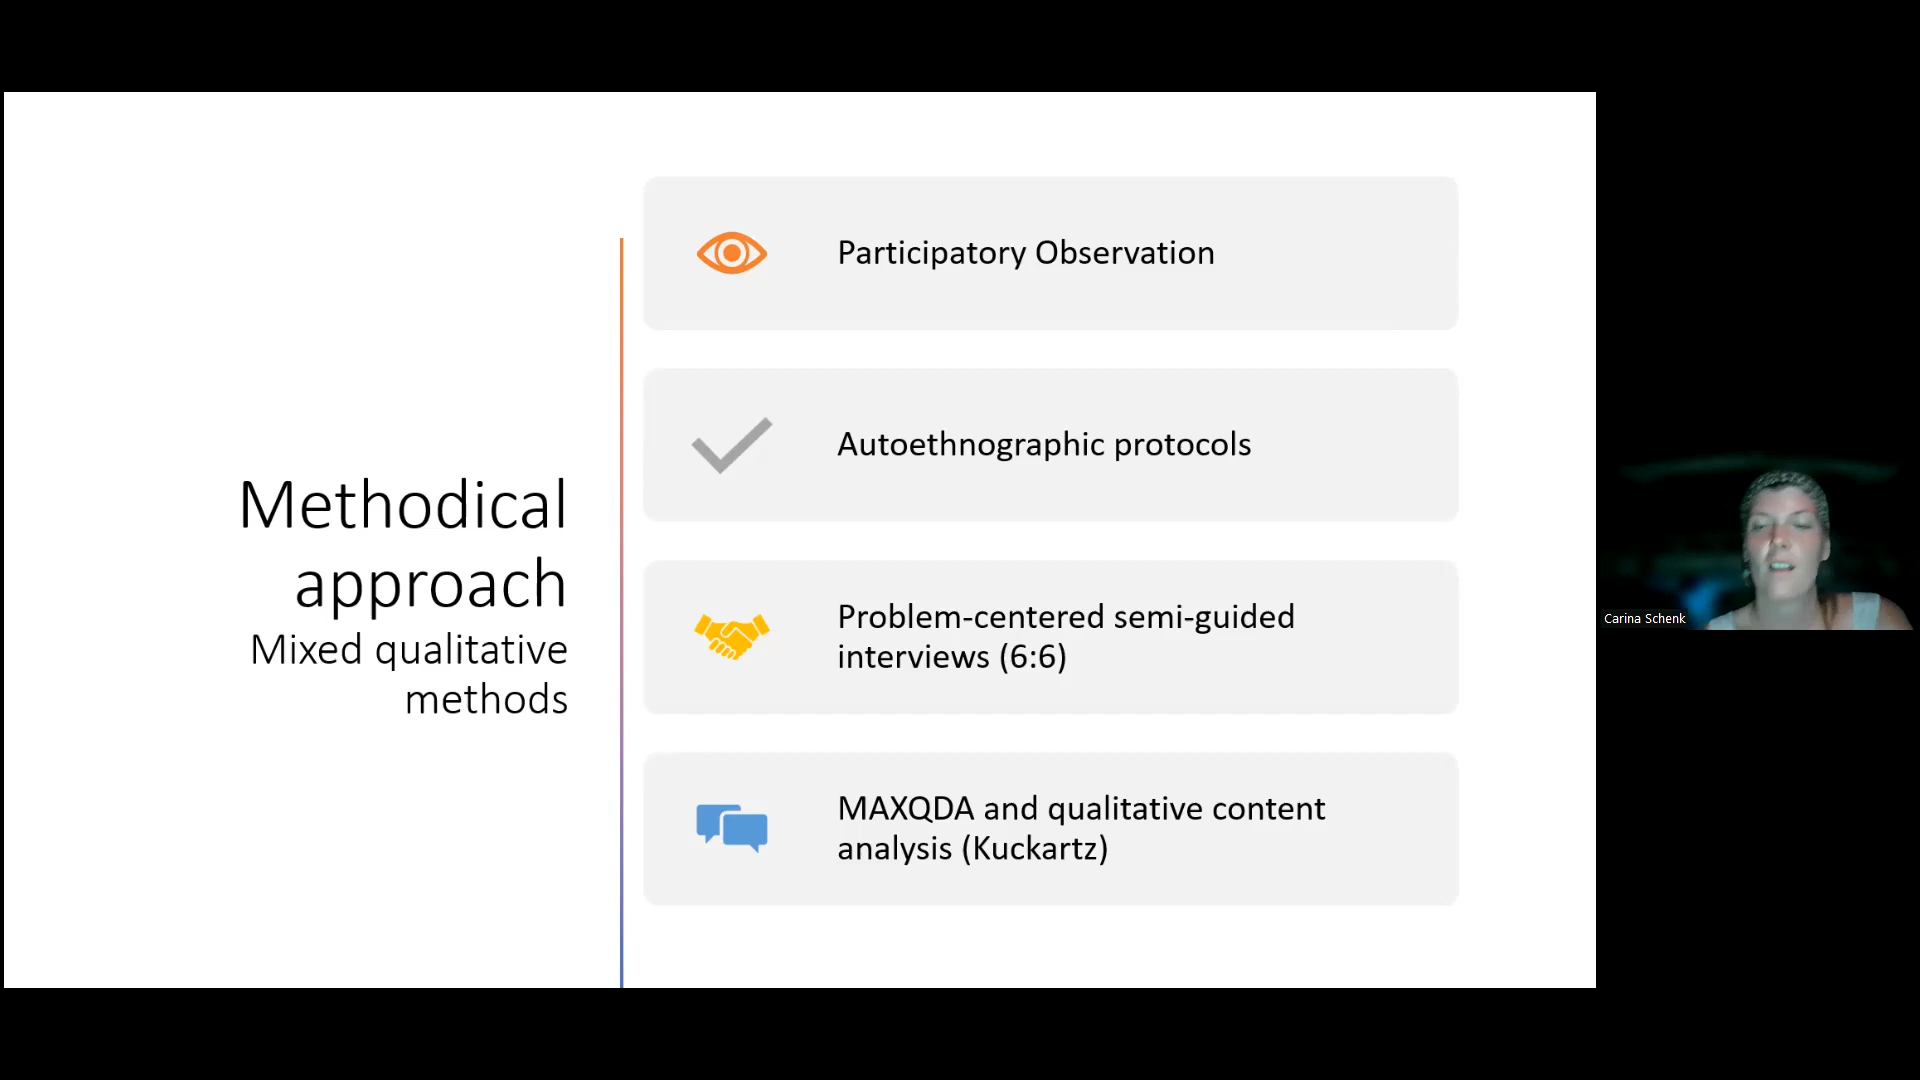 Methodical
approach
Mixed qualitative
methods
Participatory Observation
Autoethnographic protocols
Problem-centered semi-guided
interviews (6:6)
MAXQDA and qualitative content
analysis (Kuckartz)
Carina Schenk